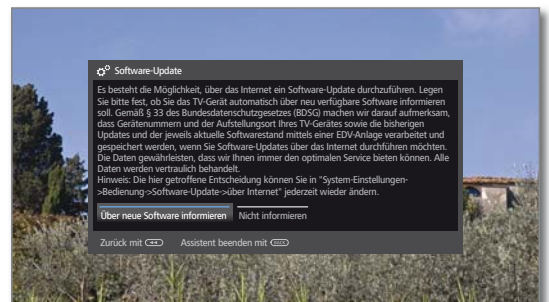 Software-Update
Es besteht die Möglichkeit, über das Internet ein Software-Update durchzuführen. Legen
Sie bitte fest, ob Sie das TV-Gerät automatisch über neu verfügbare Software informieren
soll. Gemäß § 33 des Bundesdatenschutzgesetzes (BDSG) machen wir darauf aufmerksam,
dass Gerätenummern und der Aufstellungsort Ihres TV-Gerätes sowie die bisherigen
Updates und der jeweils aktuelle Softwarestand mittels einer EDV-Anlage verarbeitet und
gespeichert werden, wenn Sie Software-Updates über das Internet durchführen möchten.
Die Daten gewährleisten, dass wir Ihnen immer den optimalen Service bieten können. Alle
Daten werden vertraulich behandelt.
Hinweis: Die hier getroffene Entscheidung können Sie in "System-Einstellungen-
>Bedienung->Software-Update->über Internet" jederzeit wieder ändern.
Über neue Software informieren Nicht informieren
Zurück mit Assistent beenden mit BACK